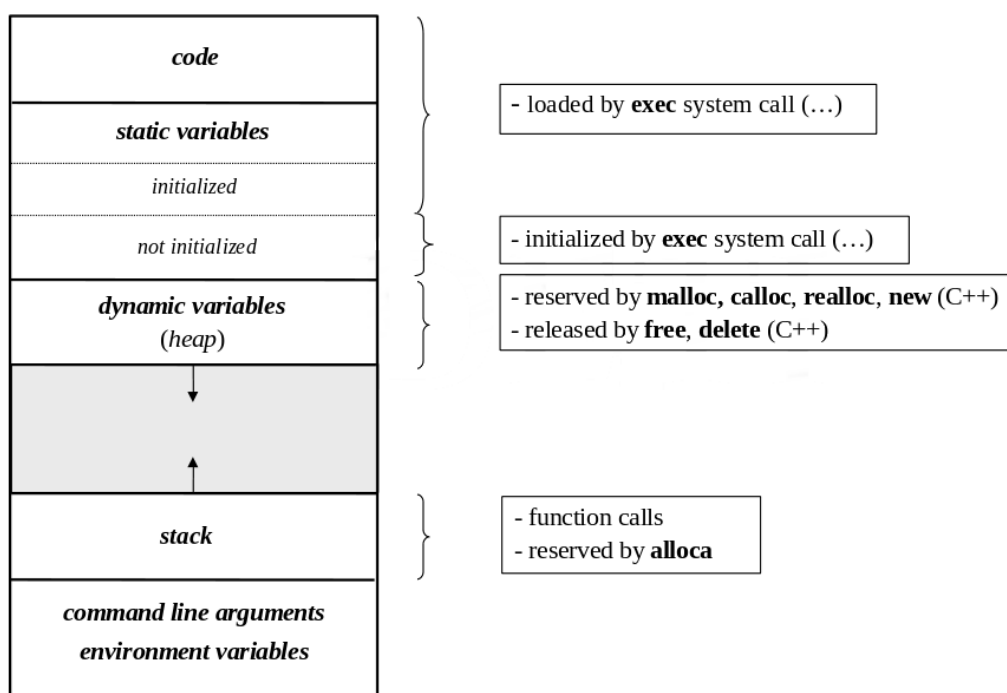 code
static variables
initialized
not initialized
dynamic variables
(heap)
stack
command line arguments
environment variables
- loaded by exec system call (…)
- initialized by exec system call (…)
- reserved by malloc, calloc, realloc, new (C++)
- released by free, delete (C++)
- function calls
- reserved by alloca